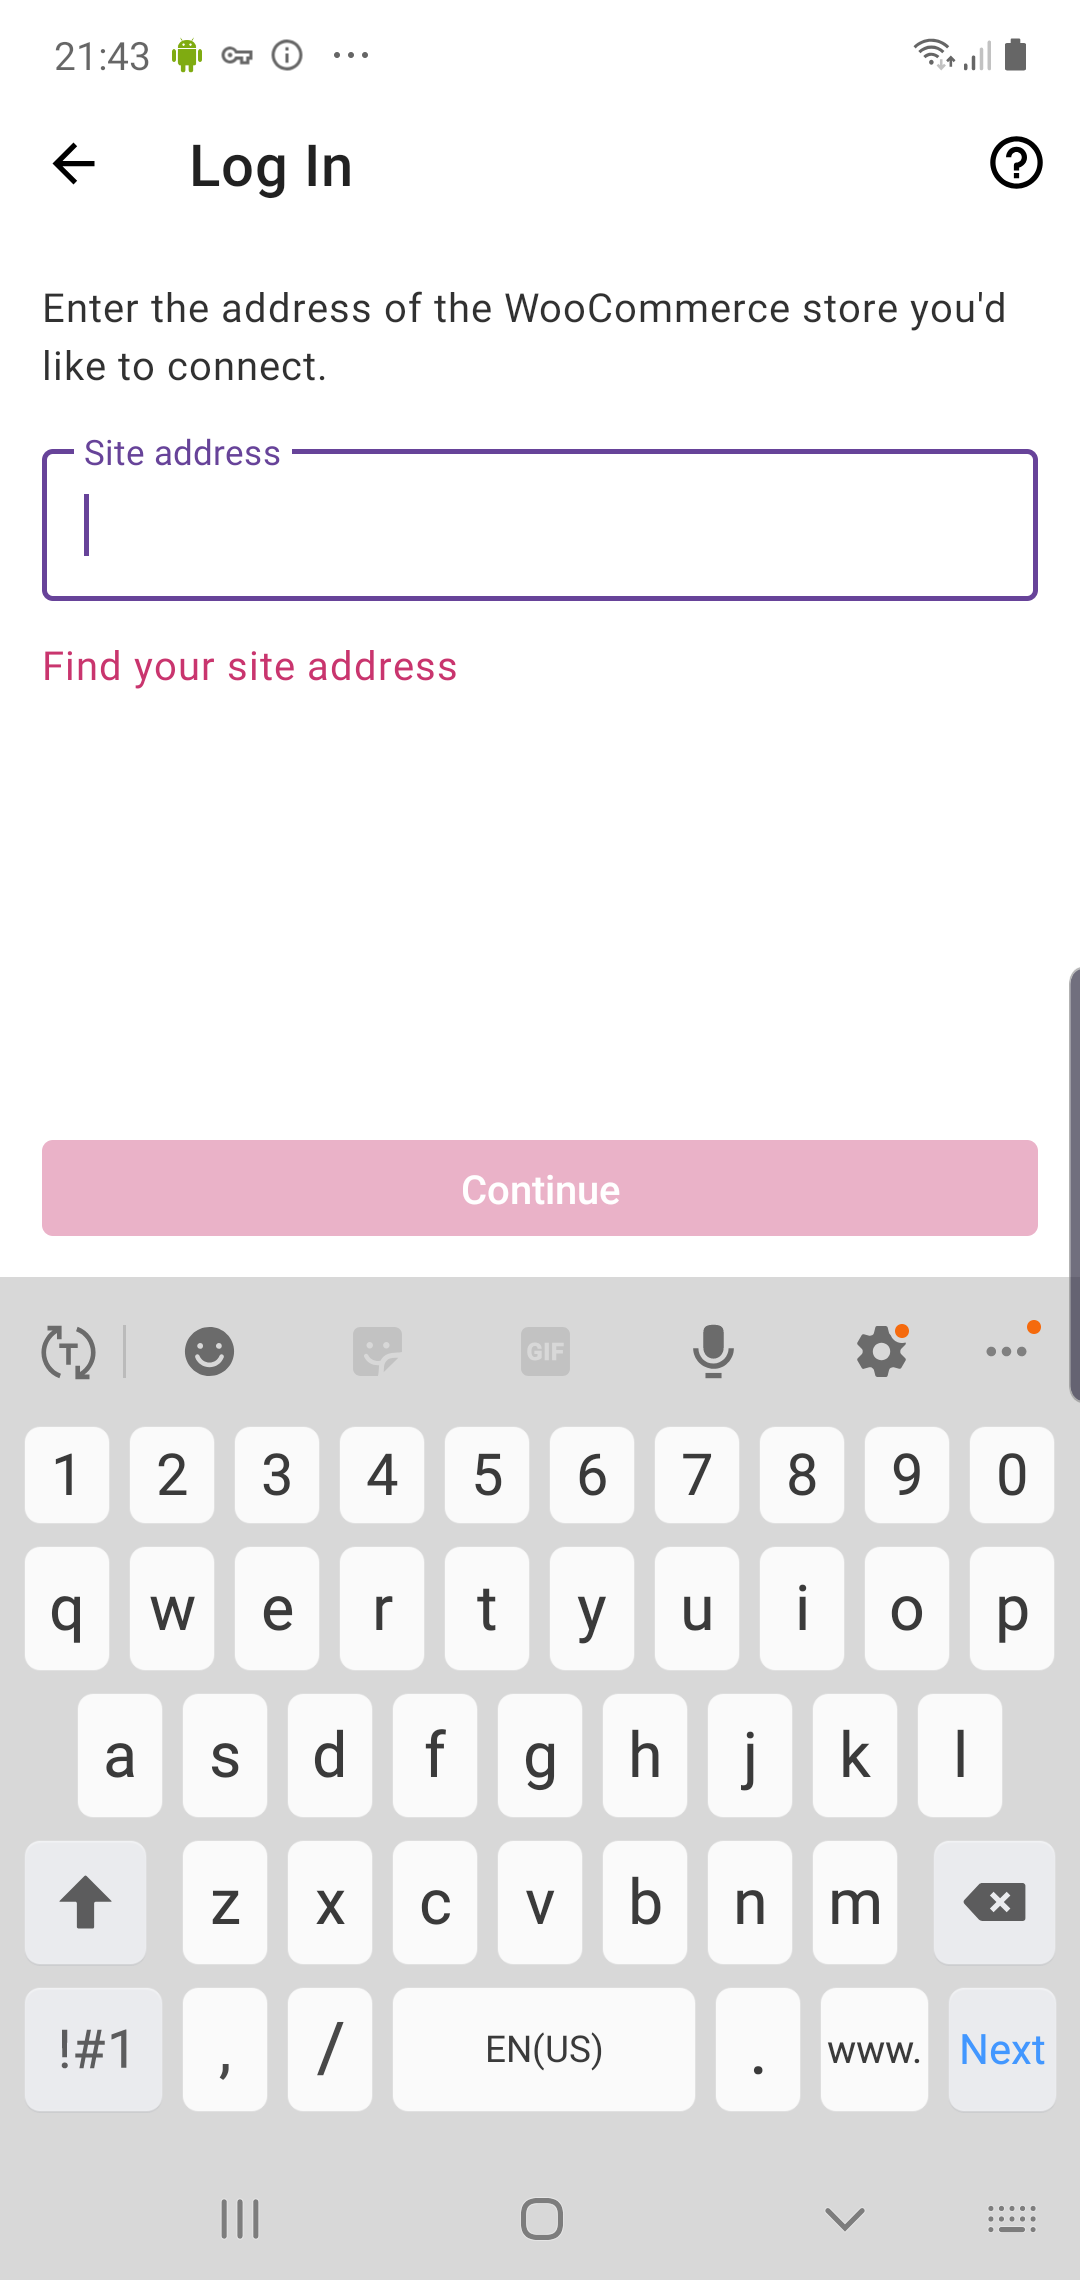 21:43
Log In
Enter the address of the WooCommerce store you'd
like to connect.
Site address
Find your site address
Continue
T GIF
1 2 3 4 5 6 7 8 9 0
q w e r t y u i o p
a s d f g h j k l
z x c v b n m
!#1 , / EN(US) . www. Next